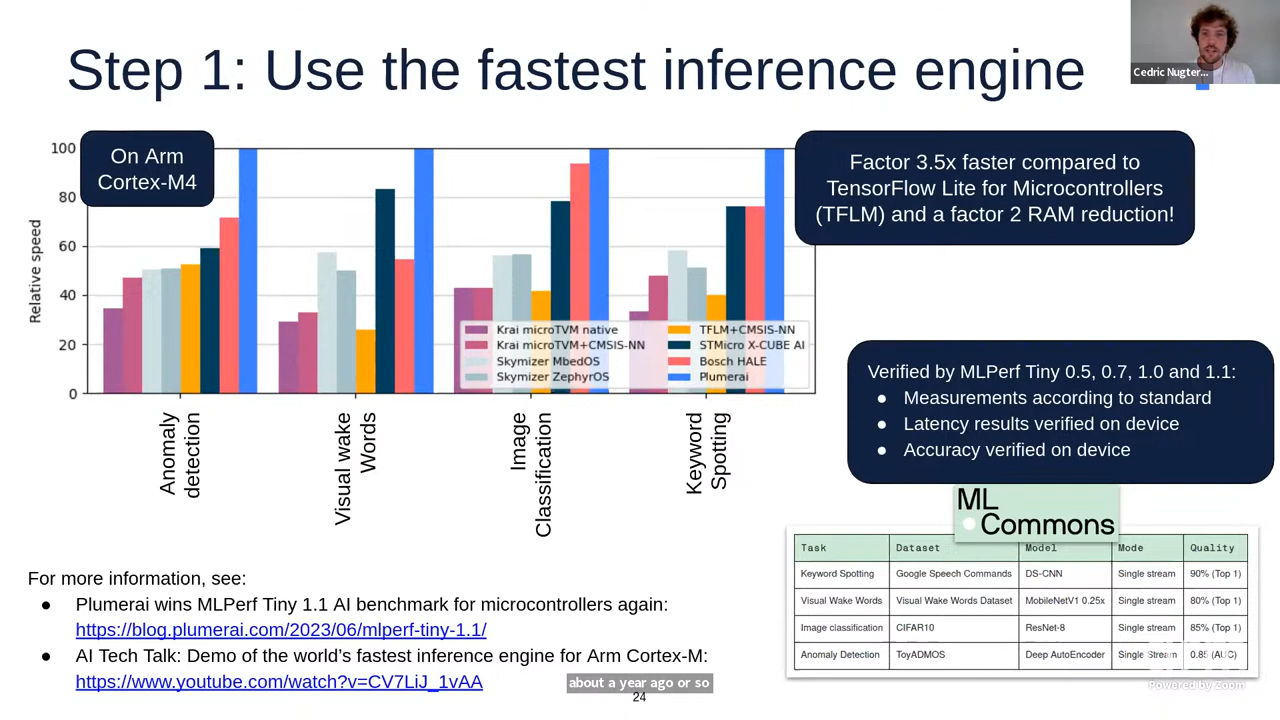 Step 1: Use the fastest inference engine
Cedric Nugter...
On Arm
Cortex-M4
Relative speed
100
80
60
40
20
0
Krai microTVM native
Krai microTVM+CMSIS-NN
Skymizer MbedOS
Skymizer ZephyrOS
TFLM+CMSIS-NN
STMicro X-CUBE AI
Bosch HALE
Plumerai
Anomaly
detection
Visual wake
Words
Image
Classification
Keyword
Spotting
Factor 3.5x faster compared to
TensorFlow Lite for Microcontrollers
(TFLM) and a factor 2 RAM reduction!
Verified by MLPerf Tiny 0.5, 0.7, 1.0 and 1.1:
● Measurements according to standard
● Latency results verified on device
● Accuracy verified on device
ML
Commons
Task Dataset Model Mode Quality
Keyword Spotting Google Speech Commands DS-CNN Single stream 90% (Top 1)
Visual Wake Words Visual Wake Words Dataset MobileNetV1 0.25x Single stream 80% (Top 1)
Image classification CIFAR10 ResNet-8 Single stream 85% (Top 1)
Anomaly Detection ToyADMOS Deep AutoEncoder Single Stream 0.85 (AUC)
For more information, see:
● Plumerai wins MLPerf Tiny 1.1 AI benchmark for microcontrollers again:
https://blog.plumerai.com/2023/06/mlperf-tiny-1.1/
● AI Tech Talk: Demo of the world's fastest inference engine for Arm Cortex-M:
https://www.youtube.com/watch?v=CV7LiJ_1vAA
about a year ago or so
24
Powered by Zoom